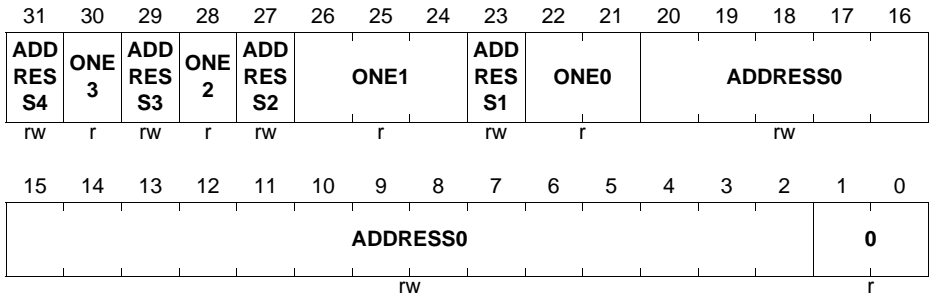 31 30 29 28 27 26 25 24 23 22 21 20 19 18 17 16
ADD RES S4 ONE 3 ADD RES S3 ONE 2 ADD RES S2 ONE1 ADD RES S1 ONE0 ADDRESS0
rw r rw r rw r rw r rw
15 14 13 12 11 10 9 8 7 6 5 4 3 2 1 0
ADDRESS0 0
rw r